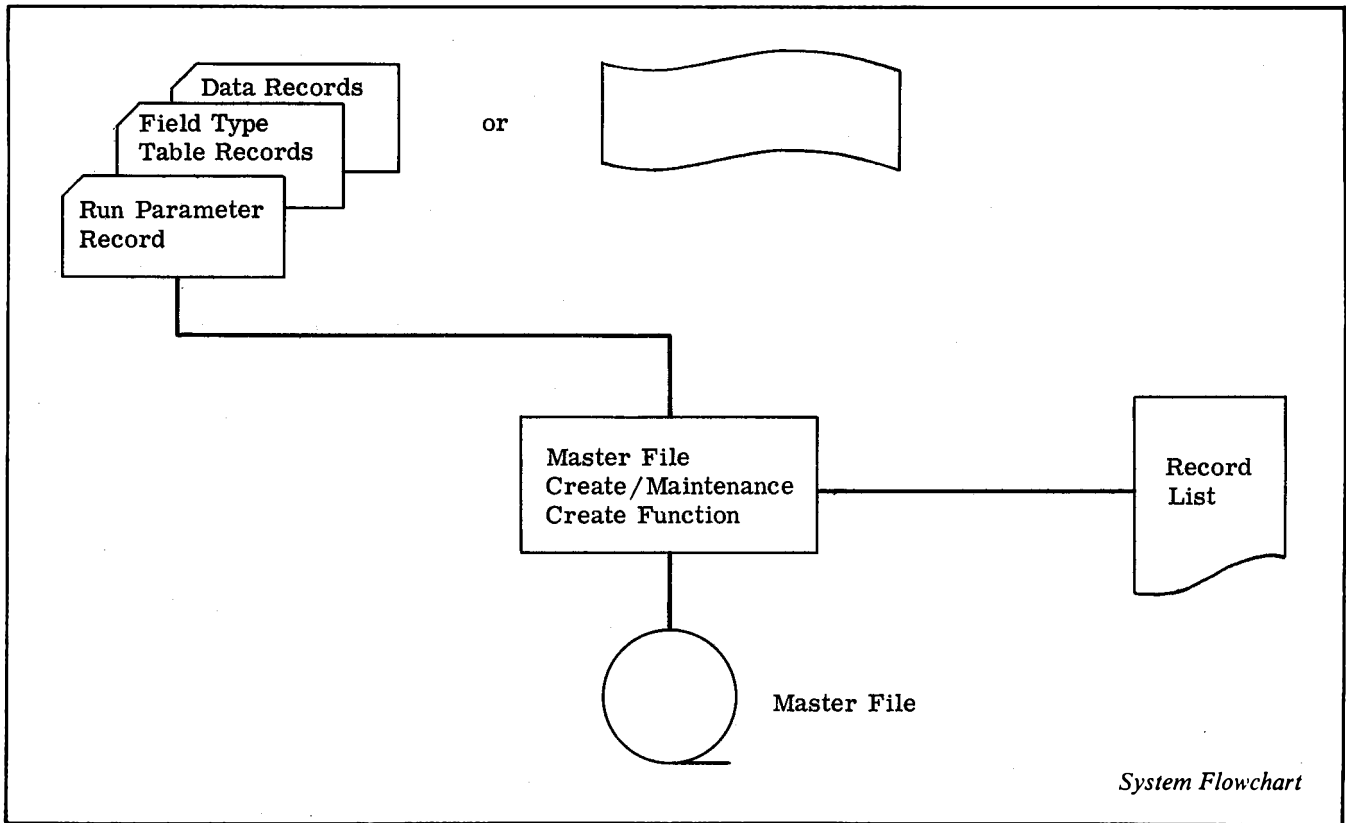 Data Records
Field Type
Table Records
Run Parameter
Record
or
Master File
Create/Maintenance
Create Function
Record
List
Master File
System Flowchart